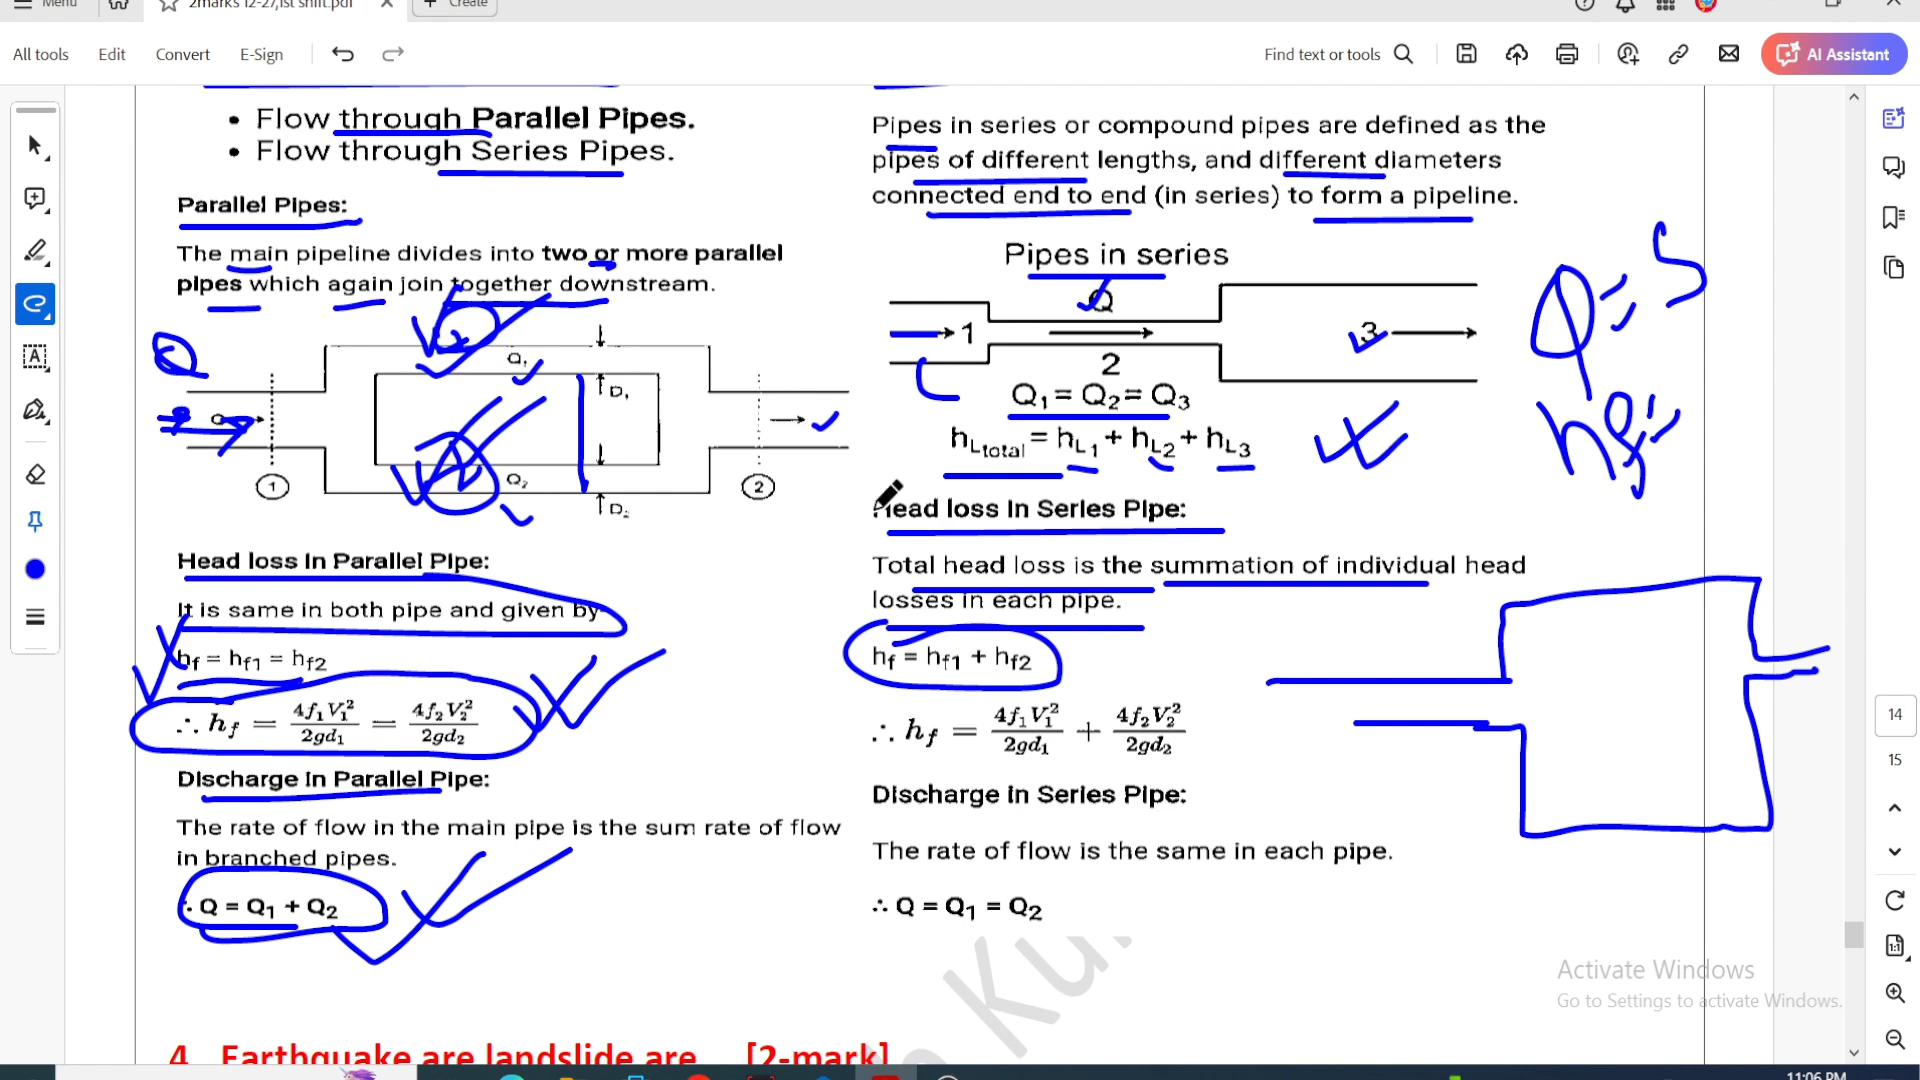 Menu
2marks 12-27,1st shift.pdf
Create
All tools
Edit
Convert
E-Sign
Find text or tools
AI Assistant
• Flow through Parallel Pipes.
• Flow through Series Pipes.
Parallel Pipes:
The main pipeline divides into two or more parallel
pipes which again join together downstream.
Q₁
D₁
Q₂
D₂
1
2
Head loss in Parallel Pipe:
It is same in both pipe and given by
hf = hf1 = hf2
∴ hf = 4f₁V₁²/2gd₁ = 4f₂V₂²/2gd₂
Discharge in Parallel Pipe:
The rate of flow in the main pipe is the sum rate of flow
in branched pipes.
∴ Q = Q₁ + Q₂
Pipes in series or compound pipes are defined as the
pipes of different lengths, and different diameters
connected end to end (in series) to form a pipeline.
Pipes in series
Q
1
2
3
Q₁ = Q₂ = Q₃
hLtotal = hL1 + hL2 + hL3
Q = S
hf =
Head loss in Series Pipe:
Total head loss is the summation of individual head
losses in each pipe.
hf = hf1 + hf2
∴ hf = 4f₁V₁²/2gd₁ + 4f₂V₂²/2gd₂
Discharge in Series Pipe:
The rate of flow is the same in each pipe.
∴ Q = Q₁ = Q₂
4. Earthquake are landslide are [2-mark]
14
15
Activate Windows
Go to Settings to activate Windows.
11:06 PM